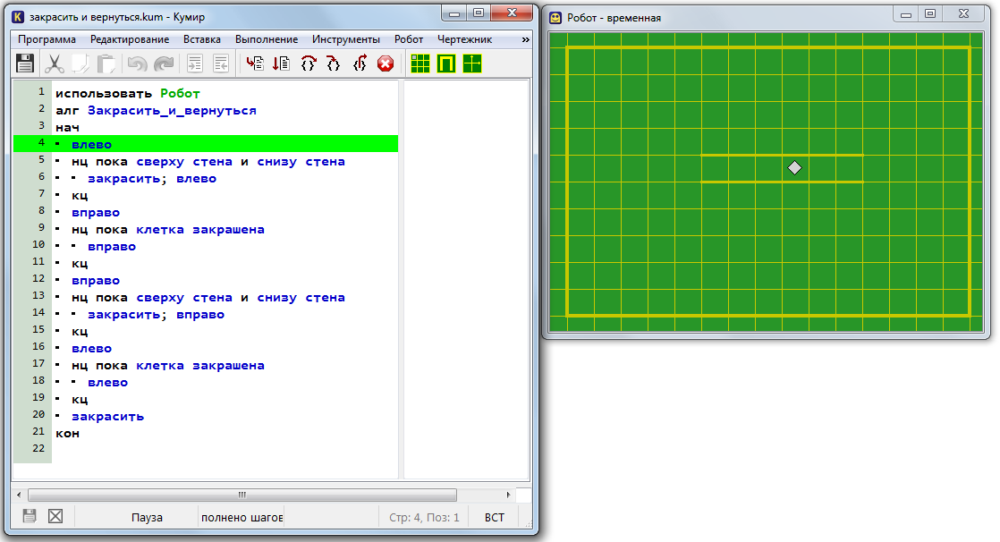 закрасить и вернуться.kum - Кумир
Программа Редактирование Вставка Выполнение Инструменты Робот Чертежник »
1 использовать Робот
2 алг Закрасить_и_вернуться
3 нач
4 влево
5 нц пока сверху стена и снизу стена
6 закрасить; влево
7 кц
8 вправо
9 нц пока клетка закрашена
10 вправо
11 кц
12 вправо
13 нц пока сверху стена и снизу стена
14 закрасить; вправо
15 кц
16 влево
17 нц пока клетка закрашена
18 влево
19 кц
20 закрасить
21 кон
22
Пауза полнено шагов Стр: 4, Поз: 1 ВСТ
Робот - временная